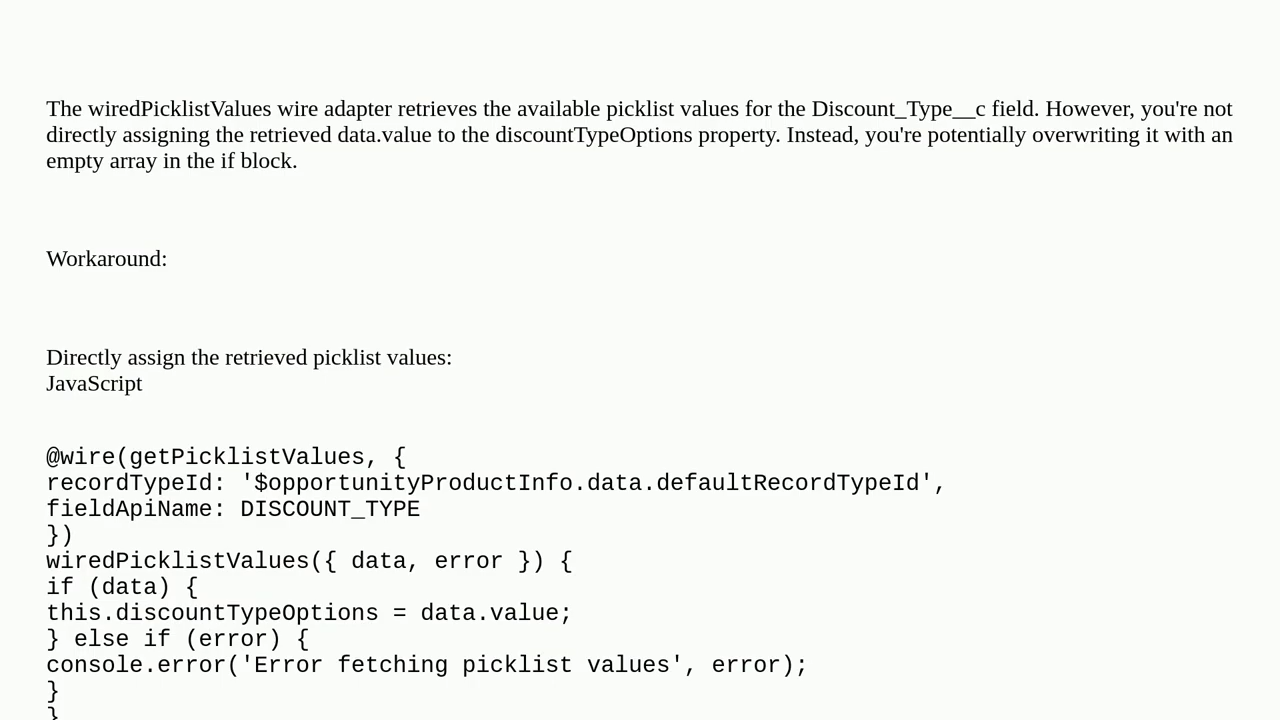 The wiredPicklistValues wire adapter retrieves the available picklist values for the Discount_Type__c field. However, you're not
directly assigning the retrieved data.value to the discountTypeOptions property. Instead, you're potentially overwriting it with an
empty array in the if block.
Workaround:
Directly assign the retrieved picklist values:
JavaScript
@wire(getPicklistValues, {
recordTypeId: '$opportunityProductInfo.data.defaultRecordTypeId',
fieldApiName: DISCOUNT_TYPE
})
wiredPicklistValues({ data, error }) {
if (data) {
this.discountTypeOptions = data.value;
} else if (error) {
console.error('Error fetching picklist values', error);
}
}